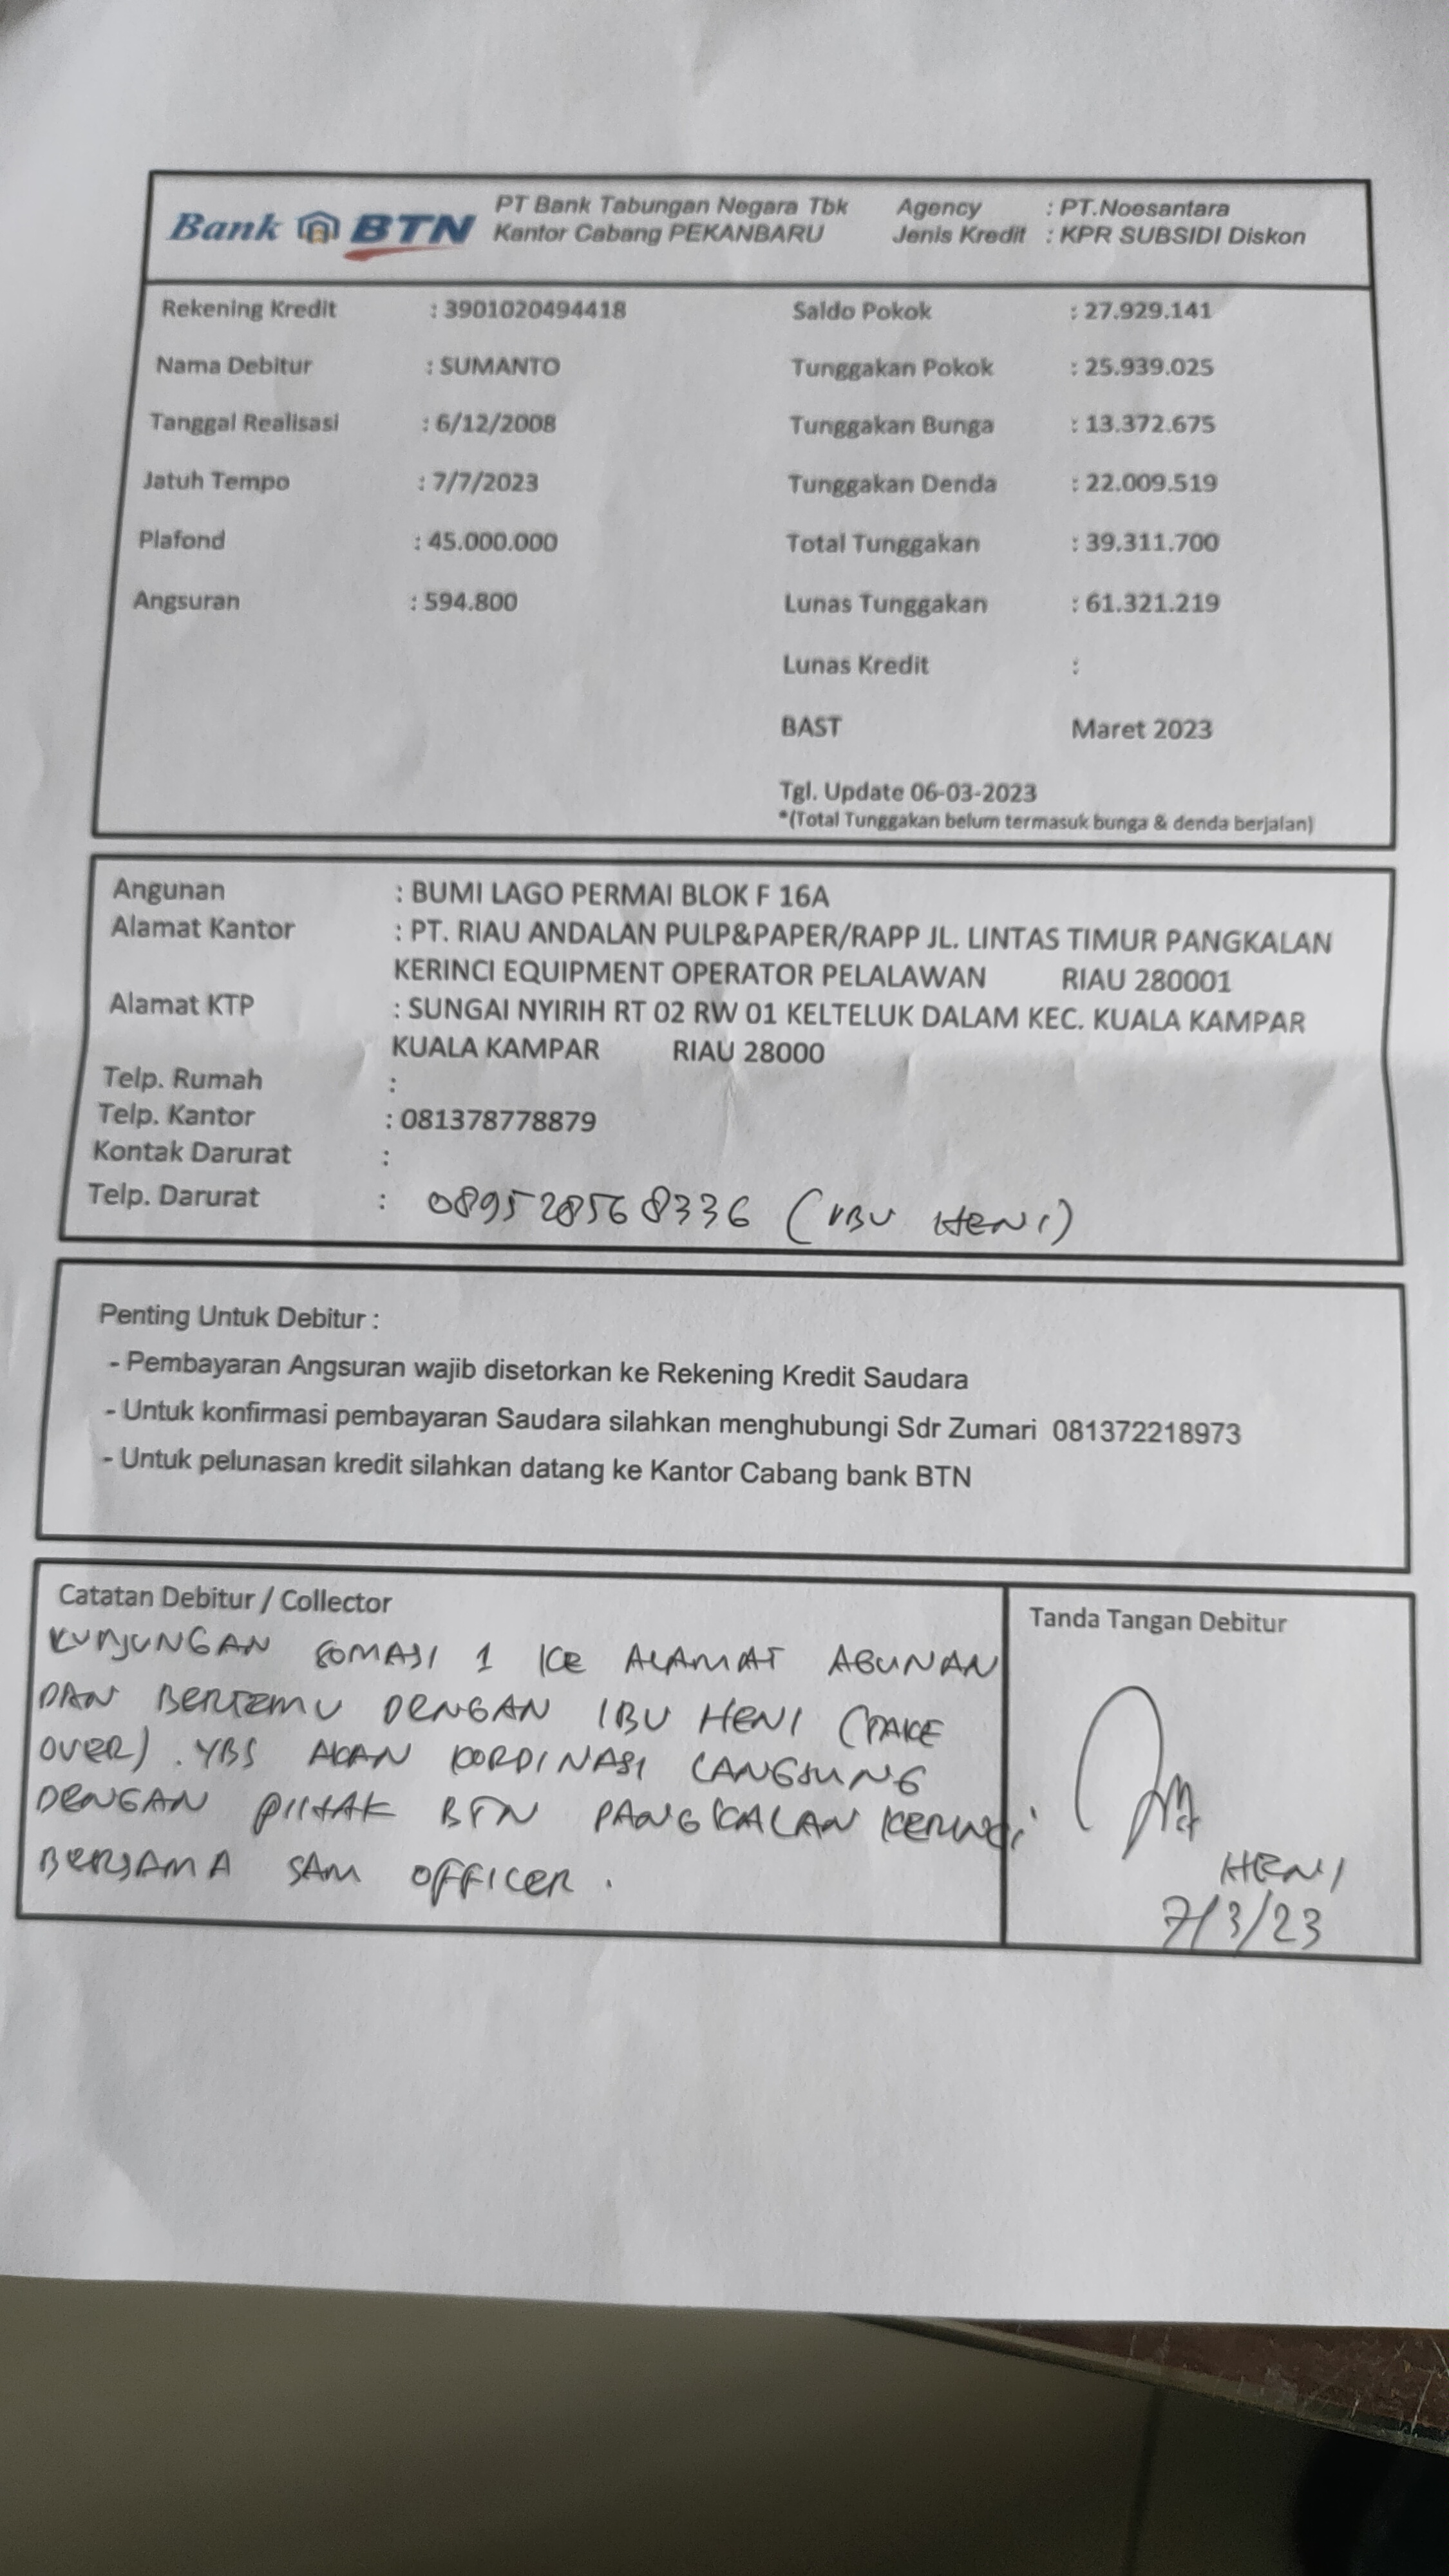 Bank BTN
PT Bank Tabungan Negara Tbk
Kantor Cabang PEKANBARU
Agency : PT.Noesantara
Jenis Kredit : KPR SUBSIDI Diskon
Rekening Kredit : 3901020494418
Saldo Pokok : 27.929.141
Nama Debitur : SUMANTO
Tunggakan Pokok : 25.939.025
Tanggal Realisasi : 6/12/2008
Tunggakan Bunga : 13.372.675
Jatuh Tempo : 7/7/2023
Tunggakan Denda : 22.009.519
Plafond : 45.000.000
Total Tunggakan : 39.311.700
Angsuran : 594.800
Lunas Tunggakan : 61.321.219
Lunas Kredit :
BAST Maret 2023
Tgl. Update 06-03-2023
*(Total Tunggakan belum termasuk bunga & denda berjalan)
Angunan : BUMI LAGO PERMAI BLOK F 16A
Alamat Kantor : PT. RIAU ANDALAN PULP&PAPER/RAPP JL. LINTAS TIMUR PANGKALAN
KERINCI EQUIPMENT OPERATOR PELALAWAN RIAU 280001
Alamat KTP : SUNGAI NYIRIH RT 02 RW 01 KELTELUK DALAM KEC. KUALA KAMPAR
KUALA KAMPAR RIAU 28000
Telp. Rumah :
Telp. Kantor : 081378778879
Kontak Darurat :
Telp. Darurat : 089528568336 (IBU HENI)
Penting Untuk Debitur :
- Pembayaran Angsuran wajib disetorkan ke Rekening Kredit Saudara
- Untuk konfirmasi pembayaran Saudara silahkan menghubungi Sdr Zumari 081372218973
- Untuk pelunasan kredit silahkan datang ke Kantor Cabang bank BTN
Catatan Debitur / Collector
KUNJUNGAN SOMASI 1 KE ALAMAT AGUNAN
DAN BERTEMU DENGAN IBU HENI (TAKE
OVER). YBS AKAN KORDINASI LANGSUNG
DENGAN PIHAK BTN PANGKALAN KERINCI
BERSAMA SAM OFFICER.
Tanda Tangan Debitur
HENI
7/3/23